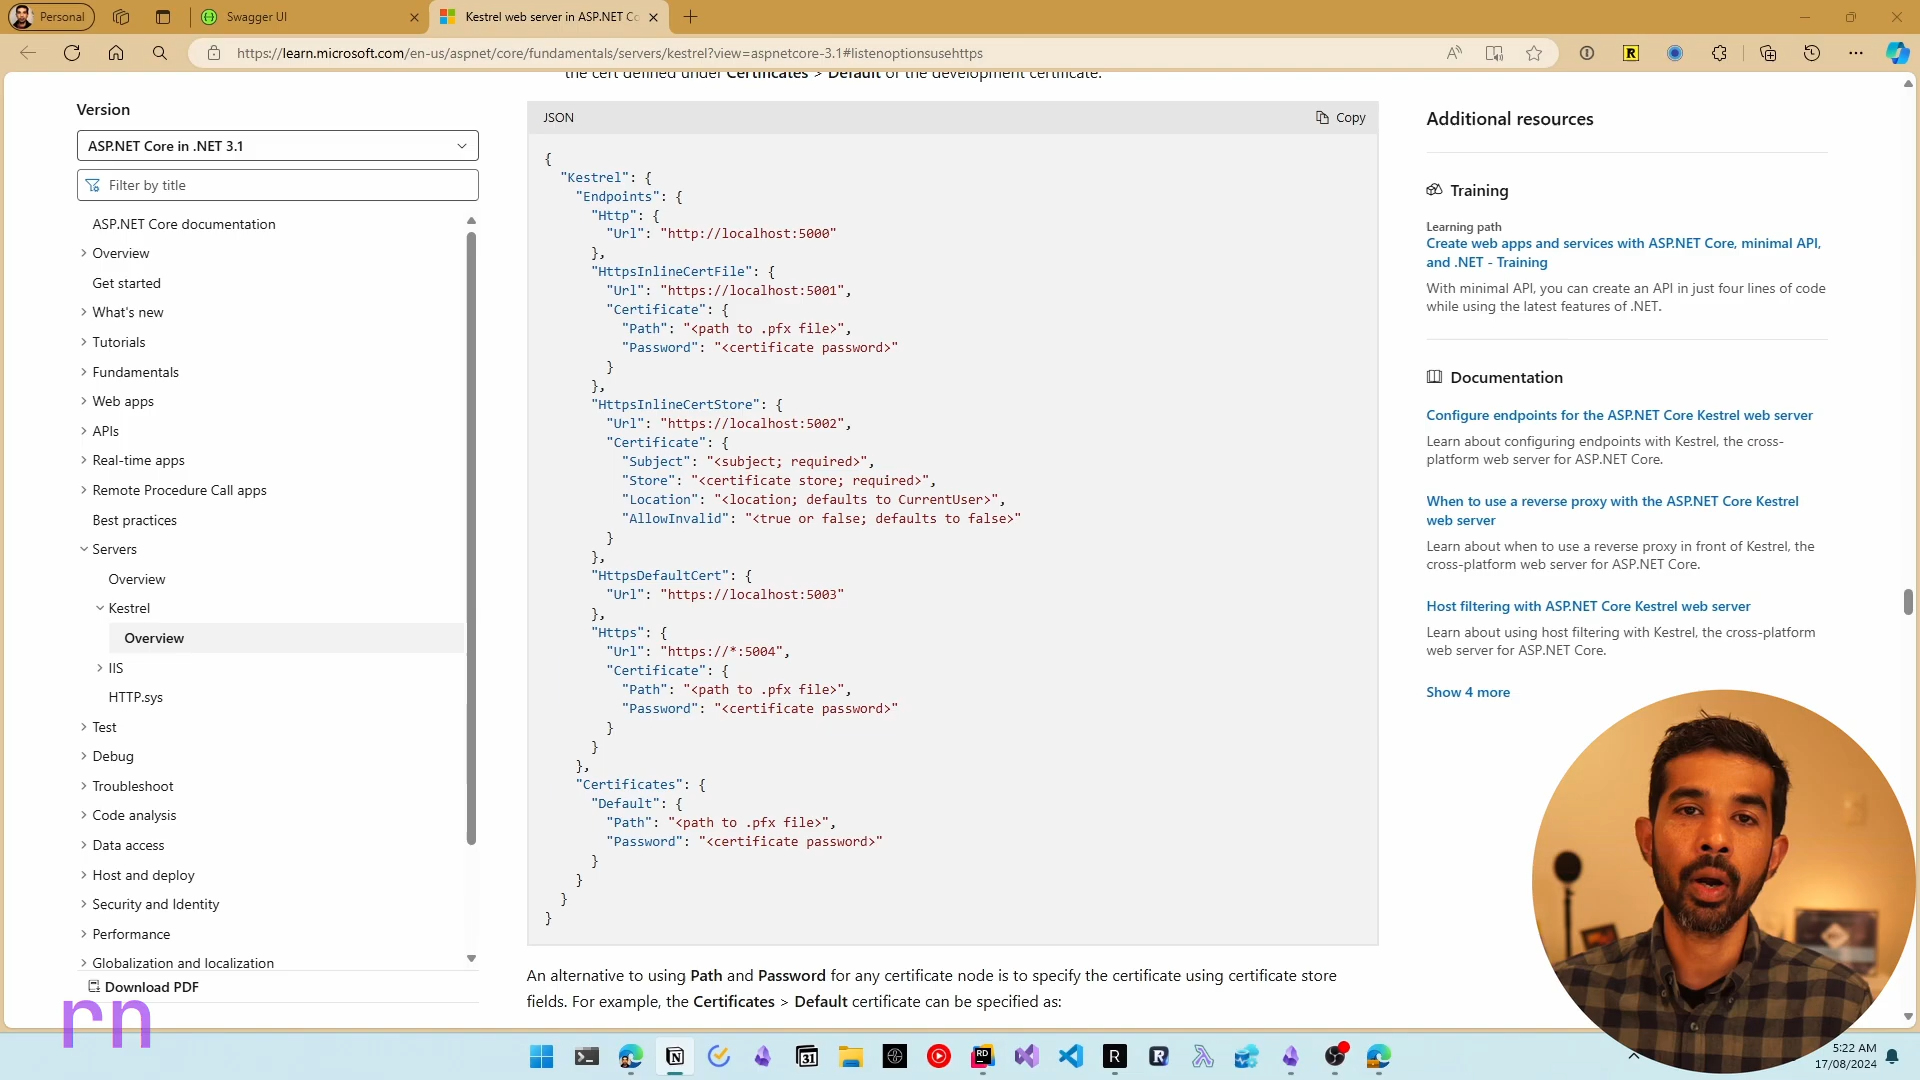 Personal
Swagger UI
Kestrel web server in ASP.NET Co
https://learn.microsoft.com/en-us/aspnet/core/fundamentals/servers/kestrel?view=aspnetcore-3.1#listenoptionsusehttps
the cert defined under Certificates > Default or the development certificate.
Version
ASP.NET Core in .NET 3.1
Filter by title
ASP.NET Core documentation
Overview
Get started
What's new
Tutorials
Fundamentals
Web apps
APIs
Real-time apps
Remote Procedure Call apps
Best practices
Servers
Overview
Kestrel
Overview
IIS
HTTP.sys
Test
Debug
Troubleshoot
Code analysis
Data access
Host and deploy
Security and Identity
Performance
Globalization and localization
Download PDF
rn
JSON
Copy
{
"Kestrel": {
"Endpoints": {
"Http": {
"Url": "http://localhost:5000"
},
"HttpsInlineCertFile": {
"Url": "https://localhost:5001",
"Certificate": {
"Path": "<path to .pfx file>",
"Password": "<certificate password>"
}
},
"HttpsInlineCertStore": {
"Url": "https://localhost:5002",
"Certificate": {
"Subject": "<subject; required>",
"Store": "<certificate store; required>",
"Location": "<location; defaults to CurrentUser>",
"AllowInvalid": "<true or false; defaults to false>"
}
},
"HttpsDefaultCert": {
"Url": "https://localhost:5003"
},
"Https": {
"Url": "https://*:5004",
"Certificate": {
"Path": "<path to .pfx file>",
"Password": "<certificate password>"
}
}
},
"Certificates": {
"Default": {
"Path": "<path to .pfx file>",
"Password": "<certificate password>"
}
}
}
}
An alternative to using Path and Password for any certificate node is to specify the certificate using certificate store
fields. For example, the Certificates > Default certificate can be specified as:
Additional resources
Training
Learning path
Create web apps and services with ASP.NET Core, minimal API,
and .NET - Training
With minimal API, you can create an API in just four lines of code
while using the latest features of .NET.
Documentation
Configure endpoints for the ASP.NET Core Kestrel web server
Learn about configuring endpoints with Kestrel, the cross-
platform web server for ASP.NET Core.
When to use a reverse proxy with the ASP.NET Core Kestrel
web server
Learn about when to use a reverse proxy in front of Kestrel, the
cross-platform web server for ASP.NET Core.
Host filtering with ASP.NET Core Kestrel web server
Learn about using host filtering with Kestrel, the cross-platform
web server for ASP.NET Core.
Show 4 more
31
RD
R
R
5:22 AM
17/08/2024